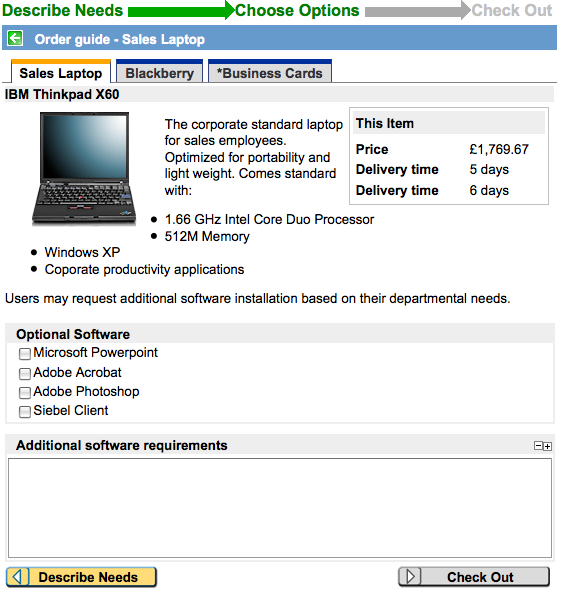 Describe Needs Choose Options Check Out
Order guide - Sales Laptop
Sales Laptop Blackberry *Business Cards
IBM Thinkpad X60
The corporate standard laptop
for sales employees.
Optimized for portability and
light weight. Comes standard
with:
This Item
Price £1,769.67
Delivery time 5 days
Delivery time 6 days
1.66 GHz Intel Core Duo Processor
512M Memory
Windows XP
Coporate productivity applications
Users may request additional software installation based on their departmental needs.
Optional Software
Microsoft Powerpoint
Adobe Acrobat
Adobe Photoshop
Siebel Client
Additional software requirements
Describe Needs Check Out